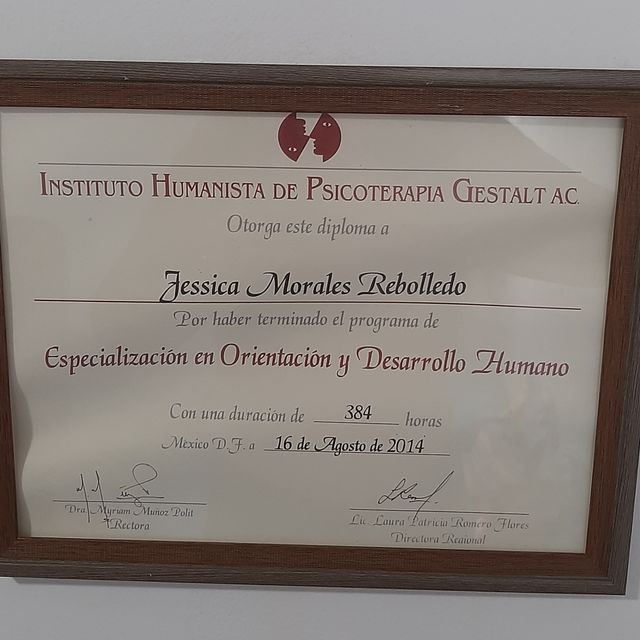 INSTITUTO HUMANISTA DE PSICOTERAPIA GESTALT AC.
Otorga este diploma a
Jessica Morales Rebolledo
Por haber terminado el programa de
Especialización en Orientación y Desarrollo Humano
Con una duración de 384 horas
México D.F. a 16 de Agosto de 2014
Dra. Myriam Muñoz Polit
Rectora
Lic. Laura Patricia Romero Flores
Directora Regional